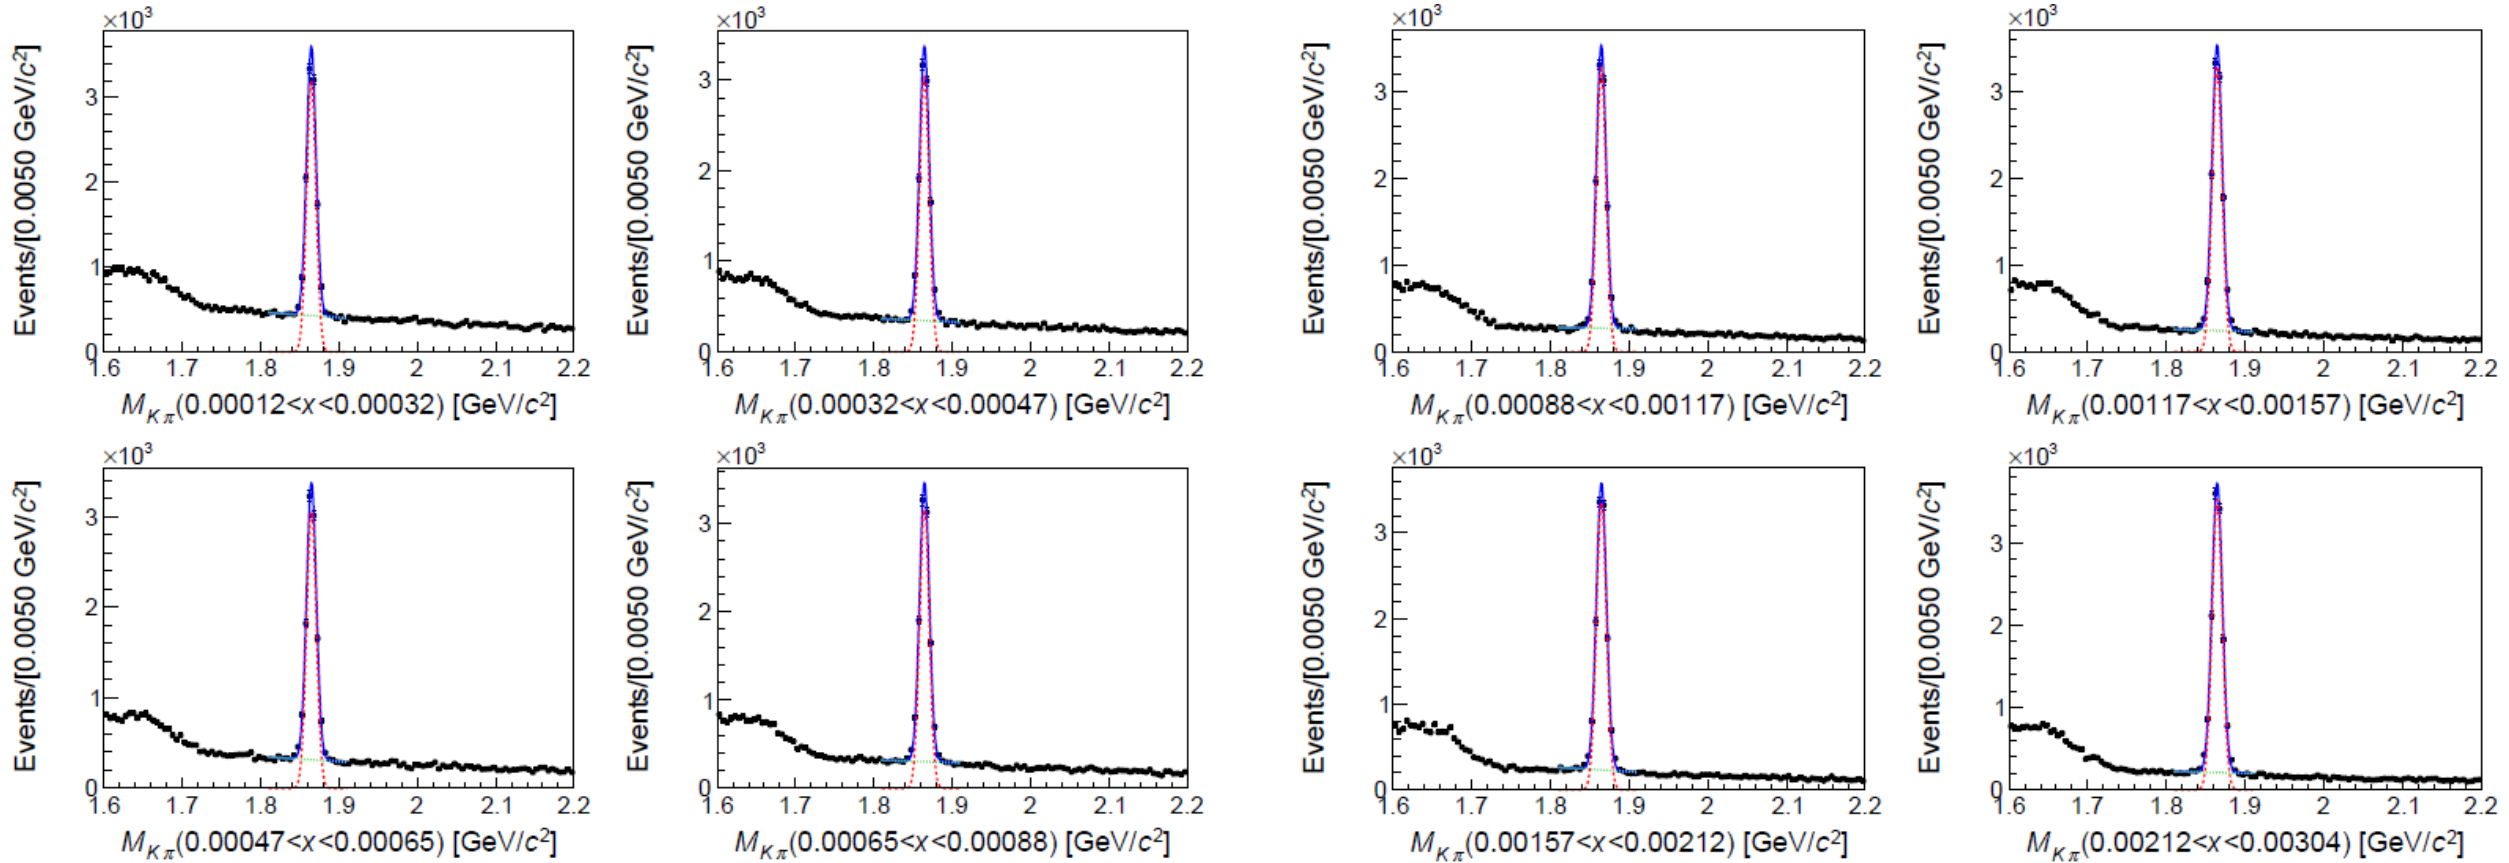 ×10³ ×10³ ×10³ ×10³
Events/[0.0050 GeV/c²] Events/[0.0050 GeV/c²] Events/[0.0050 GeV/c²] Events/[0.0050 GeV/c²]
3 3 3 3
2 2 2 2
1 1 1 1
0 0 0 0
1.6 1.7 1.8 1.9 2 2.1 2.2 1.6 1.7 1.8 1.9 2 2.1 2.2 1.6 1.7 1.8 1.9 2 2.1 2.2 1.6 1.7 1.8 1.9 2 2.1 2.2
M_Kπ(0.00012<x<0.00032) [GeV/c²] M_Kπ(0.00032<x<0.00047) [GeV/c²] M_Kπ(0.00088<x<0.00117) [GeV/c²] M_Kπ(0.00117<x<0.00157) [GeV/c²]
×10³ ×10³ ×10³ ×10³
Events/[0.0050 GeV/c²] Events/[0.0050 GeV/c²] Events/[0.0050 GeV/c²] Events/[0.0050 GeV/c²]
3 3 3 3
2 2 2 2
1 1 1 1
0 0 0 0
1.6 1.7 1.8 1.9 2 2.1 2.2 1.6 1.7 1.8 1.9 2 2.1 2.2 1.6 1.7 1.8 1.9 2 2.1 2.2 1.6 1.7 1.8 1.9 2 2.1 2.2
M_Kπ(0.00047<x<0.00065) [GeV/c²] M_Kπ(0.00065<x<0.00088) [GeV/c²] M_Kπ(0.00157<x<0.00212) [GeV/c²] M_Kπ(0.00212<x<0.00304) [GeV/c²]